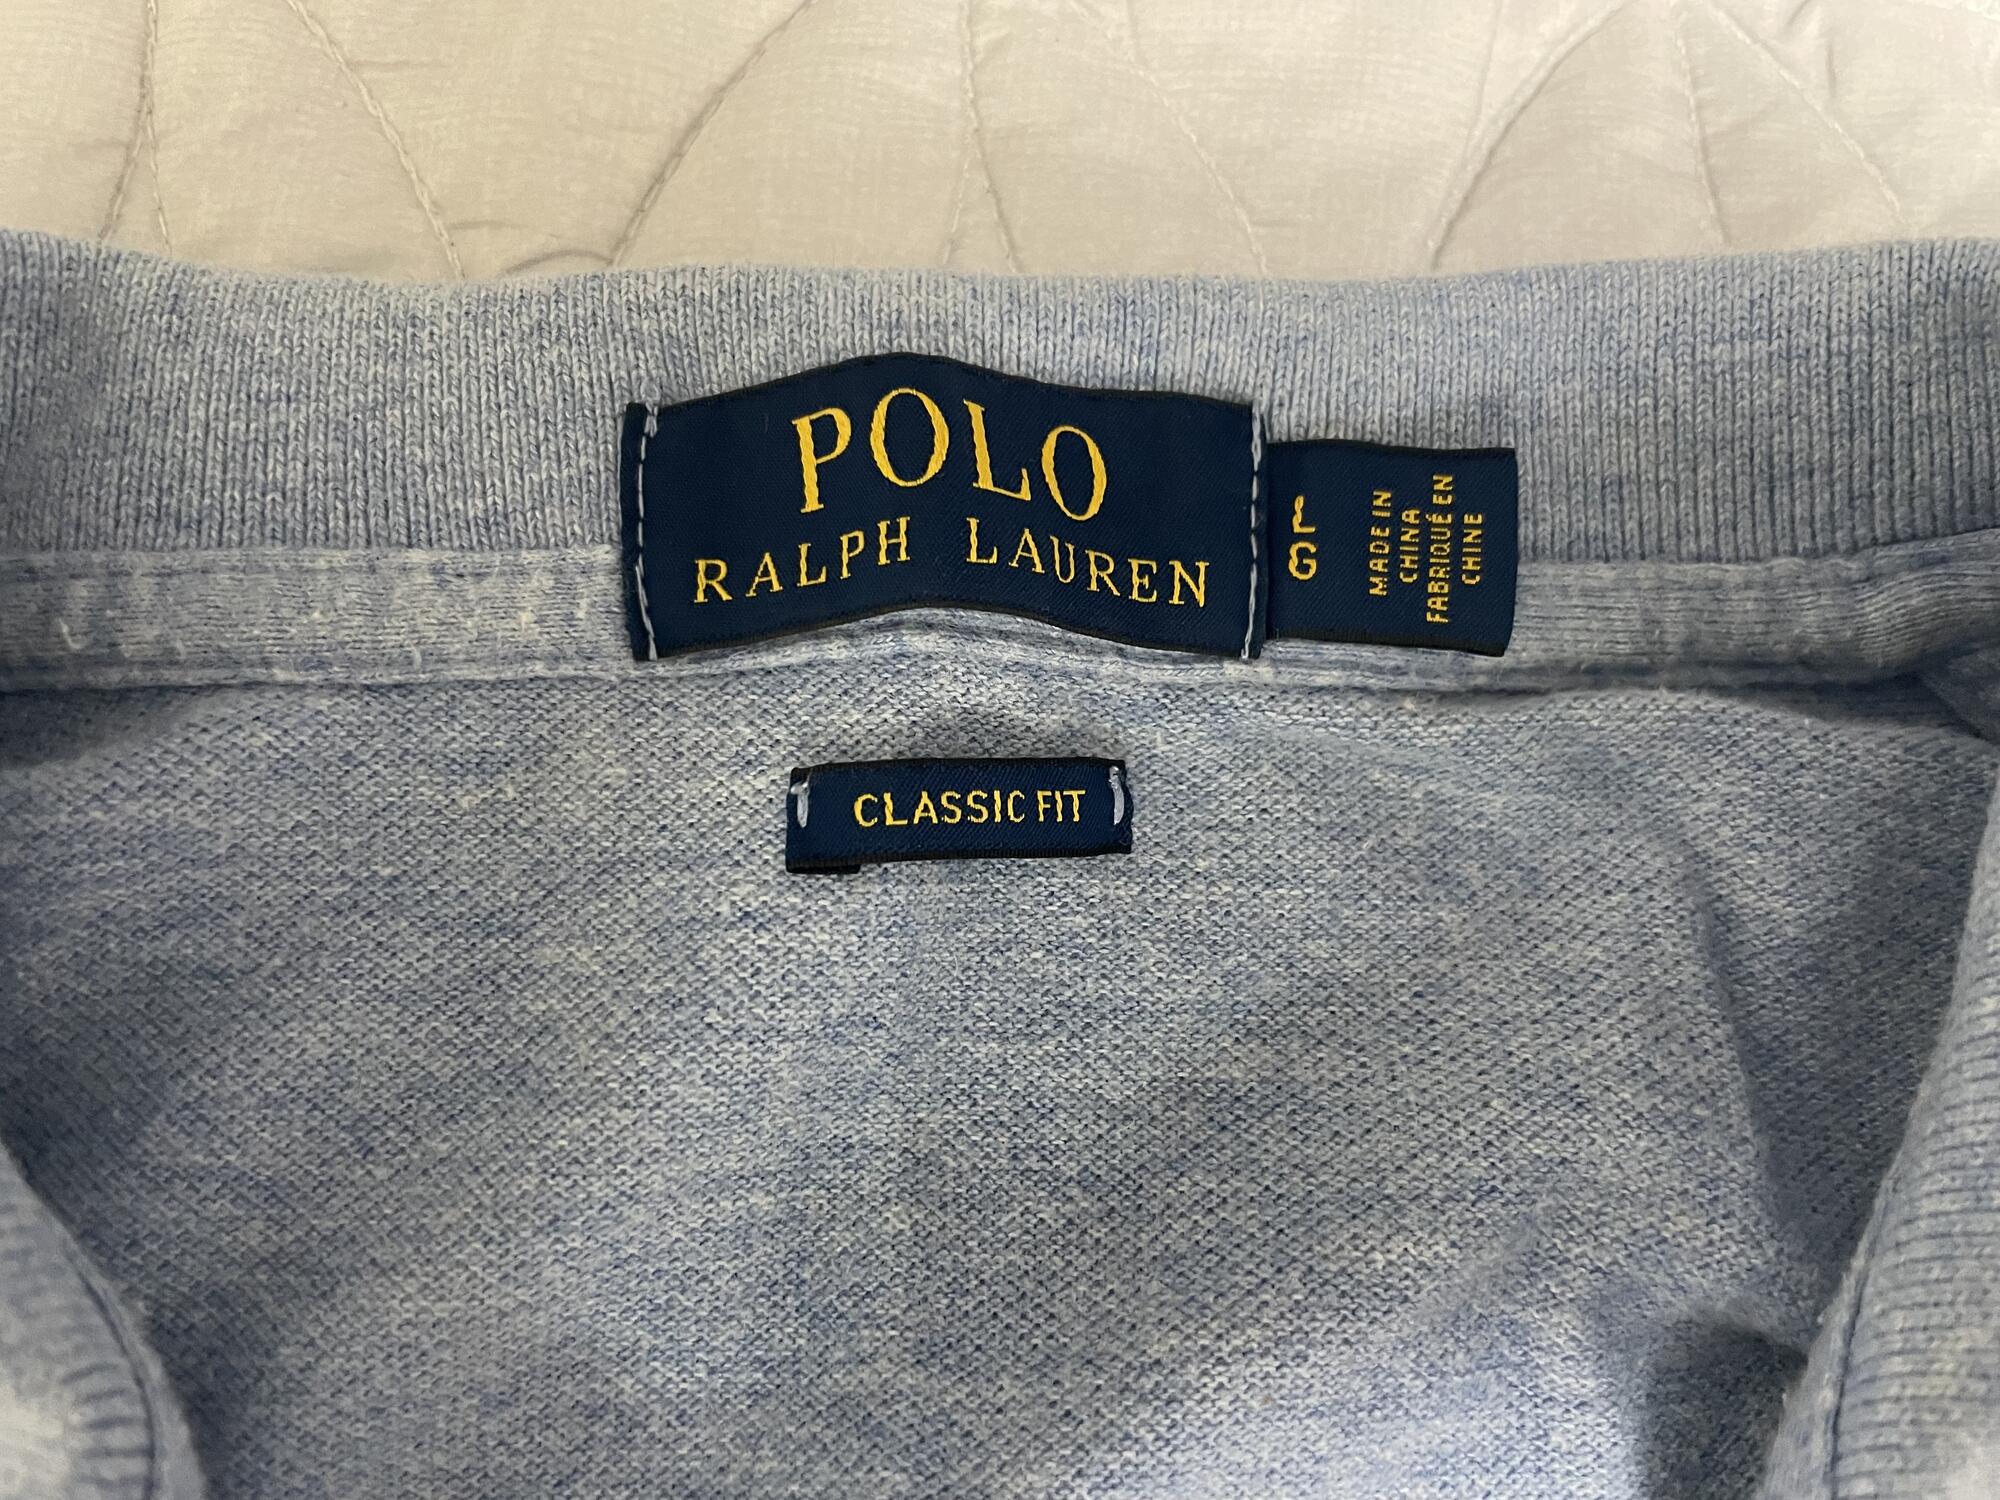 POLO
RALPH LAUREN
L
G
MADE IN
CHINA
FABRIQUÉ EN
CHINE
CLASSIC FIT